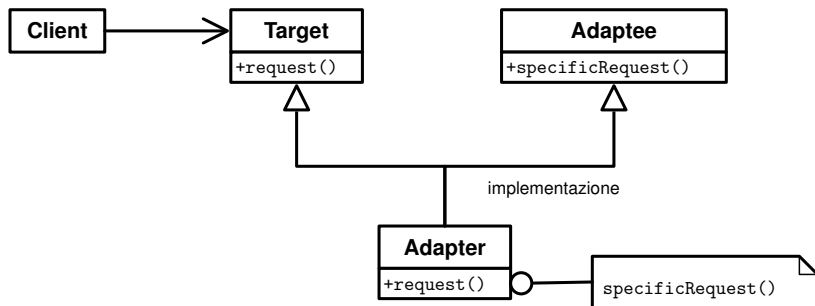 Client
Target
Adaptee
+request()
+specificRequest()
implementazione
Adapter
+request()
specificRequest()